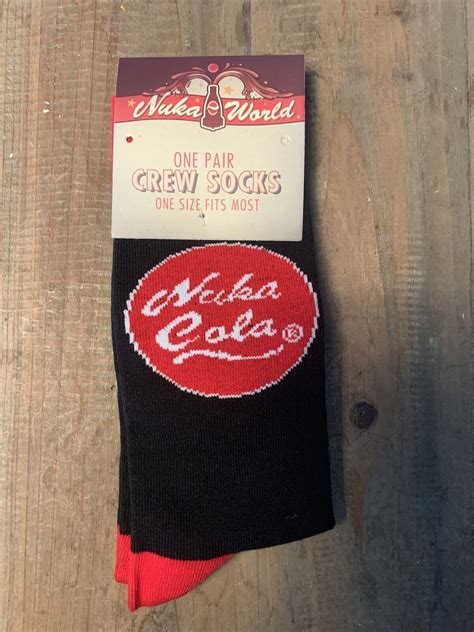 Nuka World
ONE PAIR
CREW SOCKS
ONE SIZE FITS MOST
Nuka
Cola ®